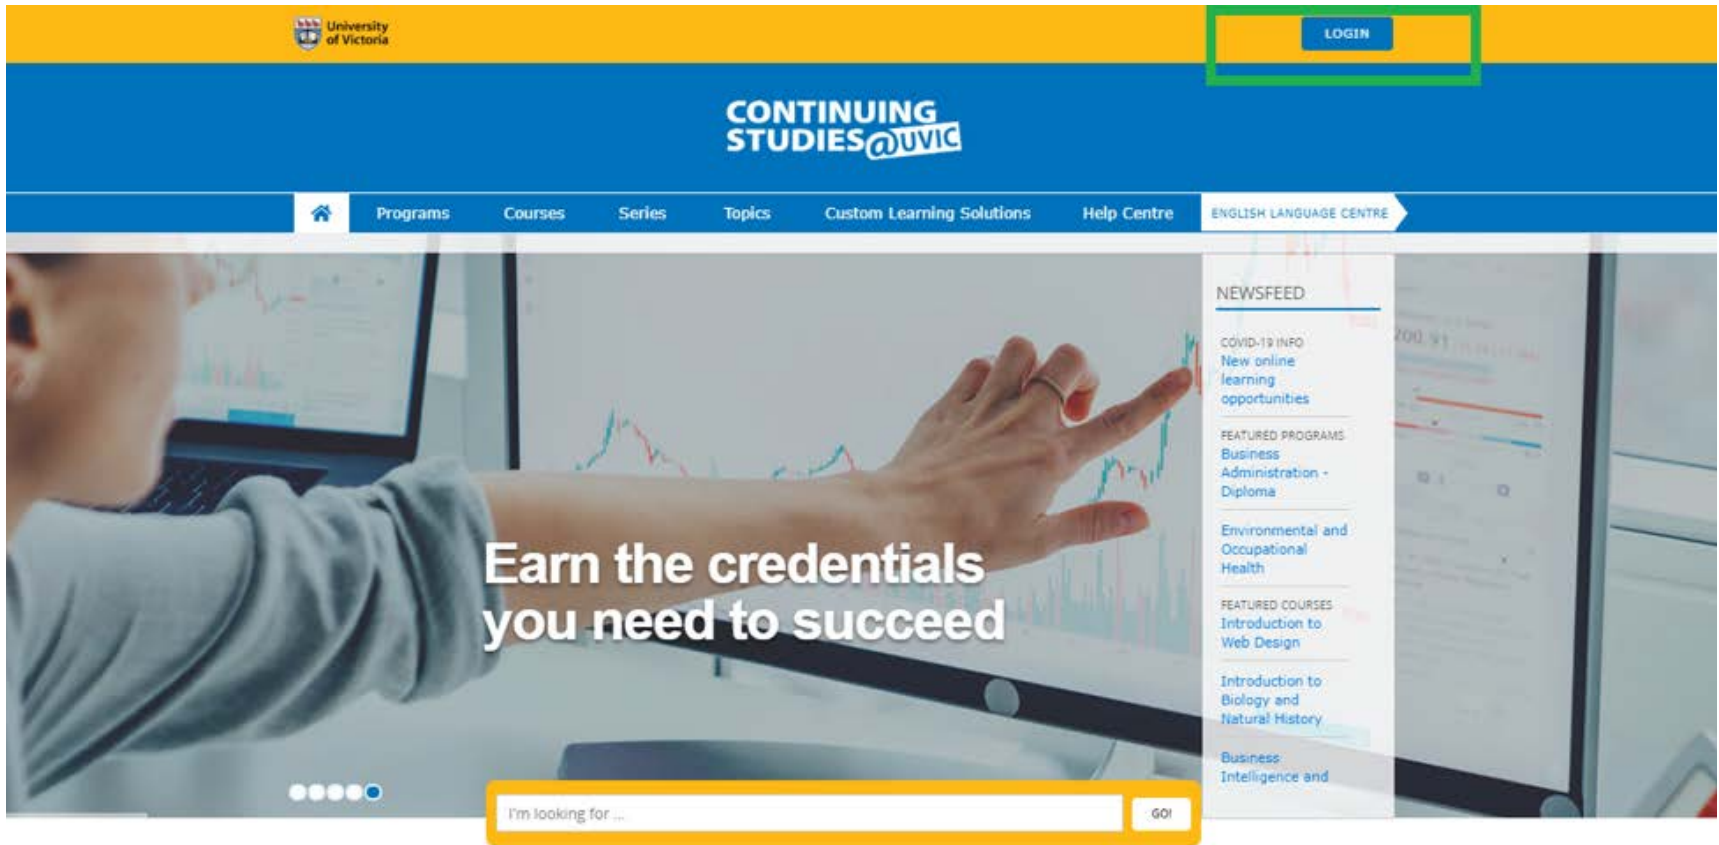 University
of Victoria
LOGIN
CONTINUING
STUDIES@UVIC
Programs Courses Series Topics Custom Learning Solutions Help Centre ENGLISH LANGUAGE CENTRE
NEWSFEED
COVID-19 INFO
New online
learning
opportunities
FEATURED PROGRAMS
Business
Administration -
Diploma
Environmental and
Occupational
Health
FEATURED COURSES
Introduction to
Web Design
Introduction to
Biology and
Natural History
Business
Intelligence and
200.91
Earn the credentials
you need to succeed
I'm looking for ...
GO!